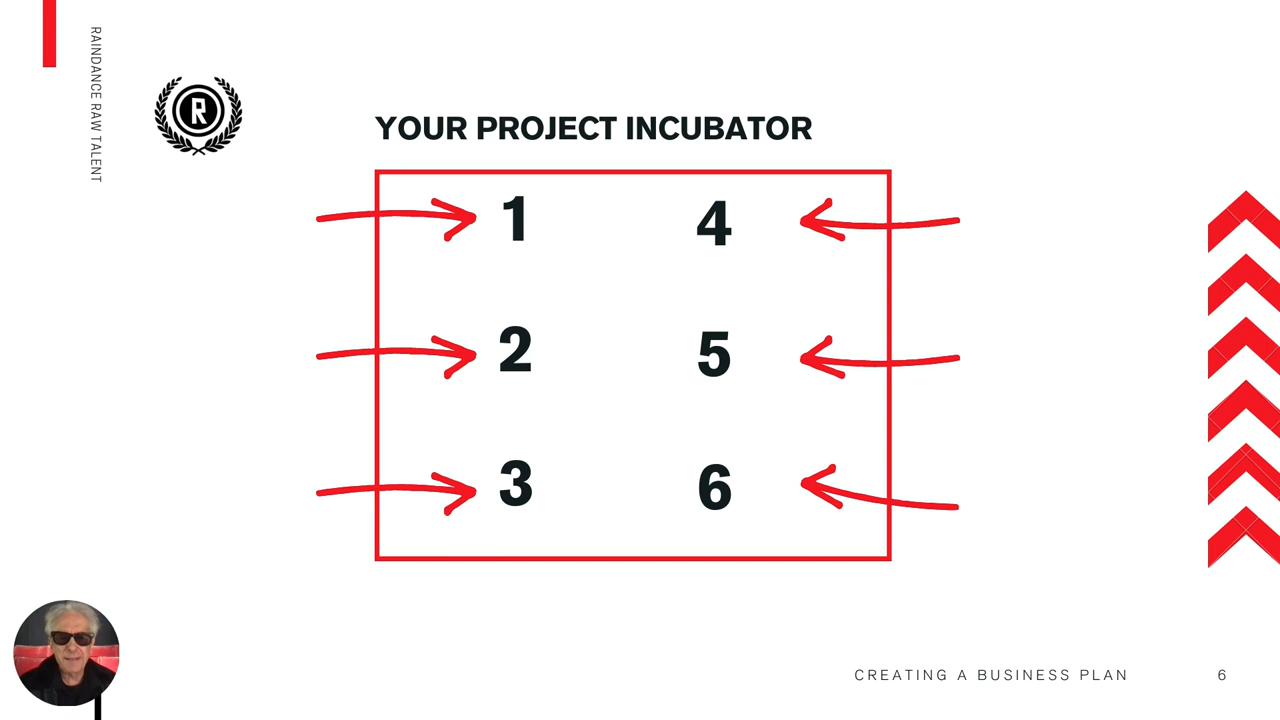 RAINDANCE RAW TALENT
R
YOUR PROJECT INCUBATOR
1 4
2 5
3 6
CREATING A BUSINESS PLAN 6